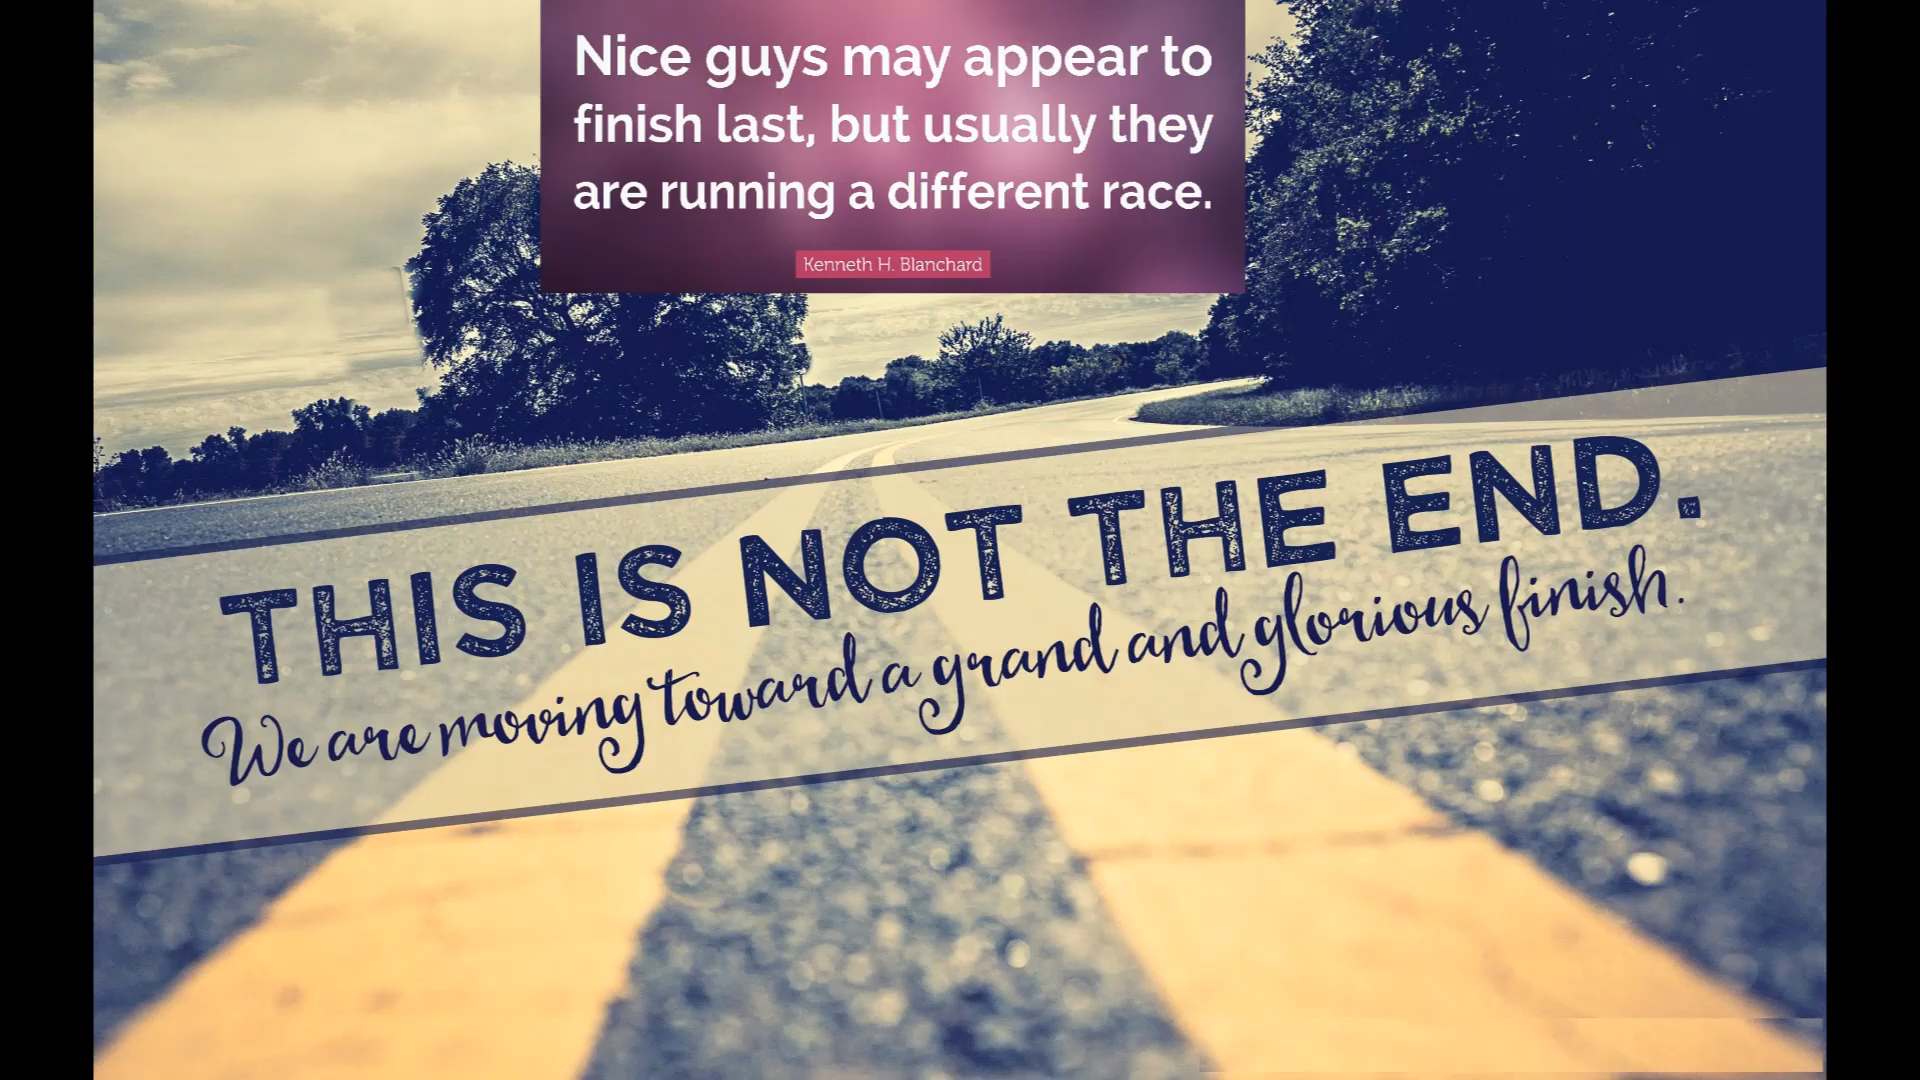 Nice guys may appear to
finish last, but usually they
are running a different race.
Kenneth H. Blanchard
THIS IS NOT THE END.
We are moving toward a grand and glorious finish.